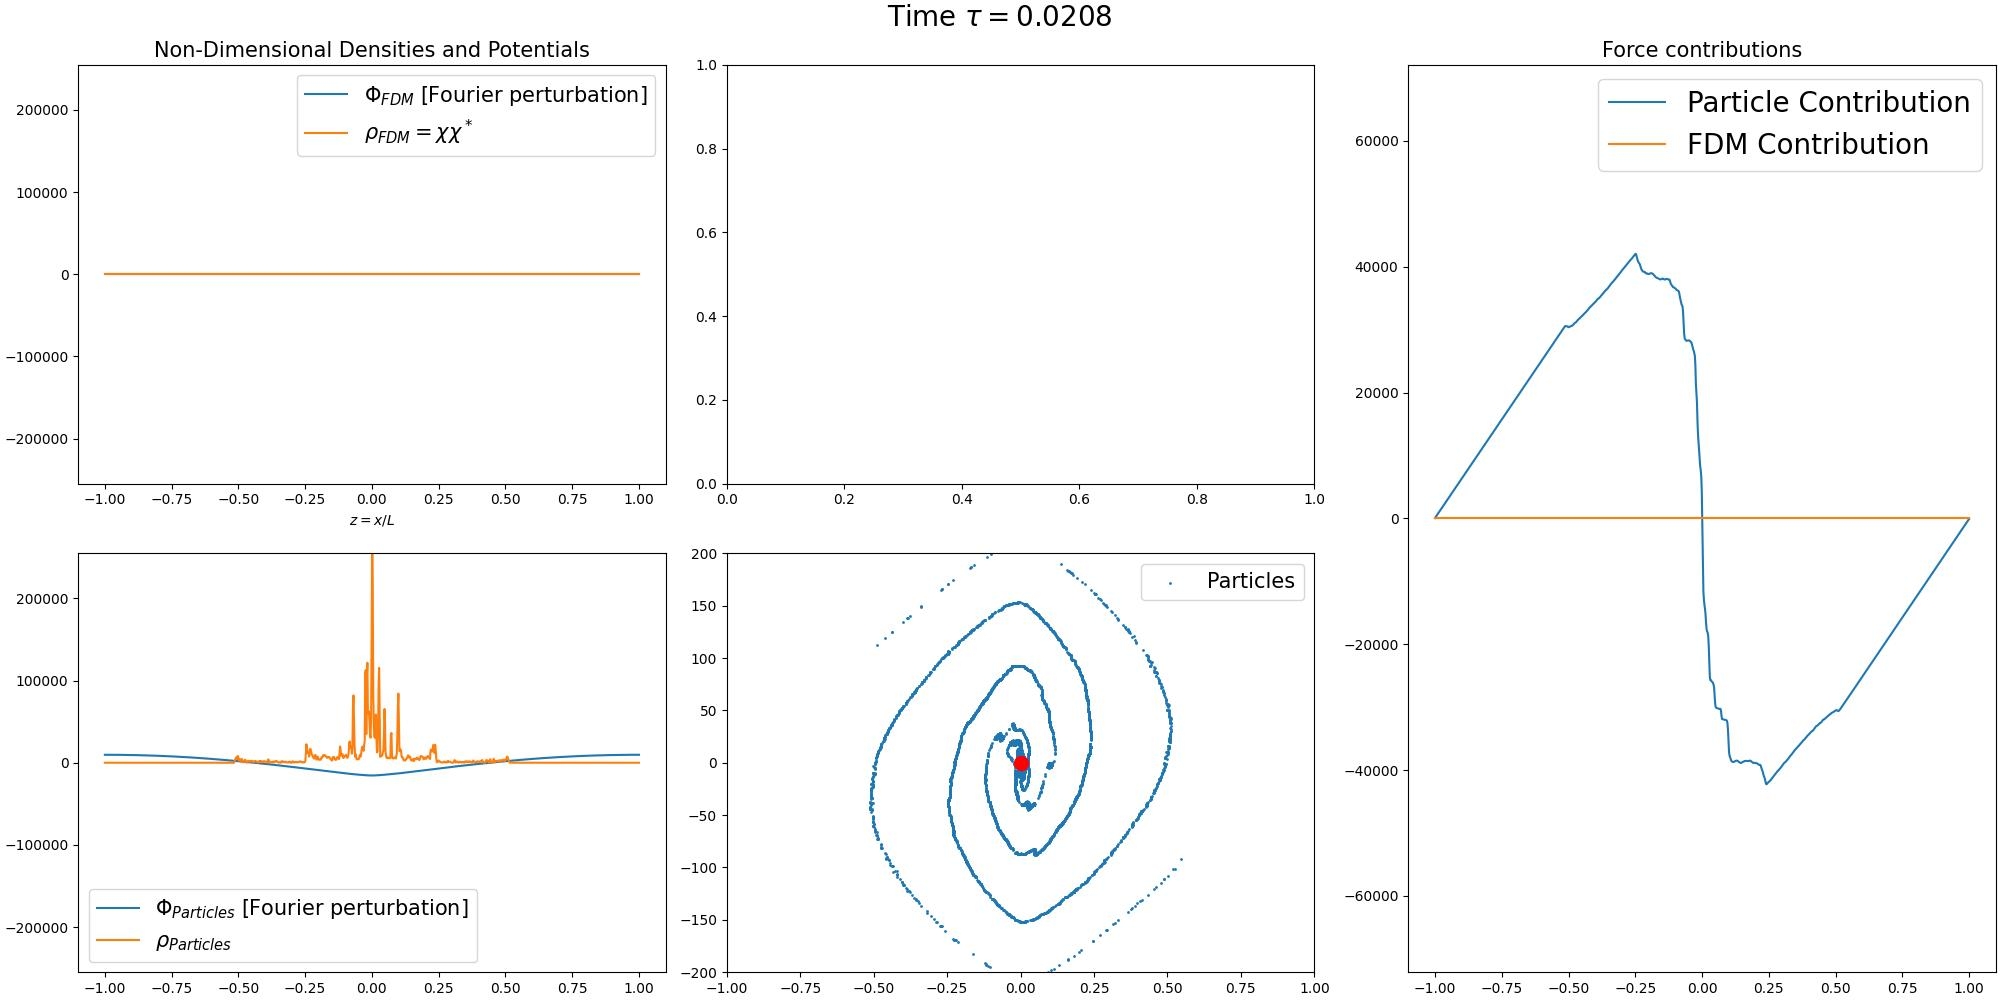 Time τ = 0.0208
Non-Dimensional Densities and Potentials
Φ_FDM [Fourier perturbation]
ρ_FDM = χχ*
200000
100000
0
−100000
−200000
−1.00 −0.75 −0.50 −0.25 0.00 0.25 0.50 0.75 1.00
z = x/L
1.0
0.8
0.6
0.4
0.2
0.0
0.0 0.2 0.4 0.6 0.8 1.0
Force contributions
Particle Contribution
FDM Contribution
60000
40000
20000
0
−20000
−40000
−60000
−1.00 −0.75 −0.50 −0.25 0.00 0.25 0.50 0.75 1.00
200000
100000
0
−100000
−200000
Φ_Particles [Fourier perturbation]
ρ_Particles
−1.00 −0.75 −0.50 −0.25 0.00 0.25 0.50 0.75 1.00
Particles
200
150
100
50
0
−50
−100
−150
−200
−1.00 −0.75 −0.50 −0.25 0.00 0.25 0.50 0.75 1.00